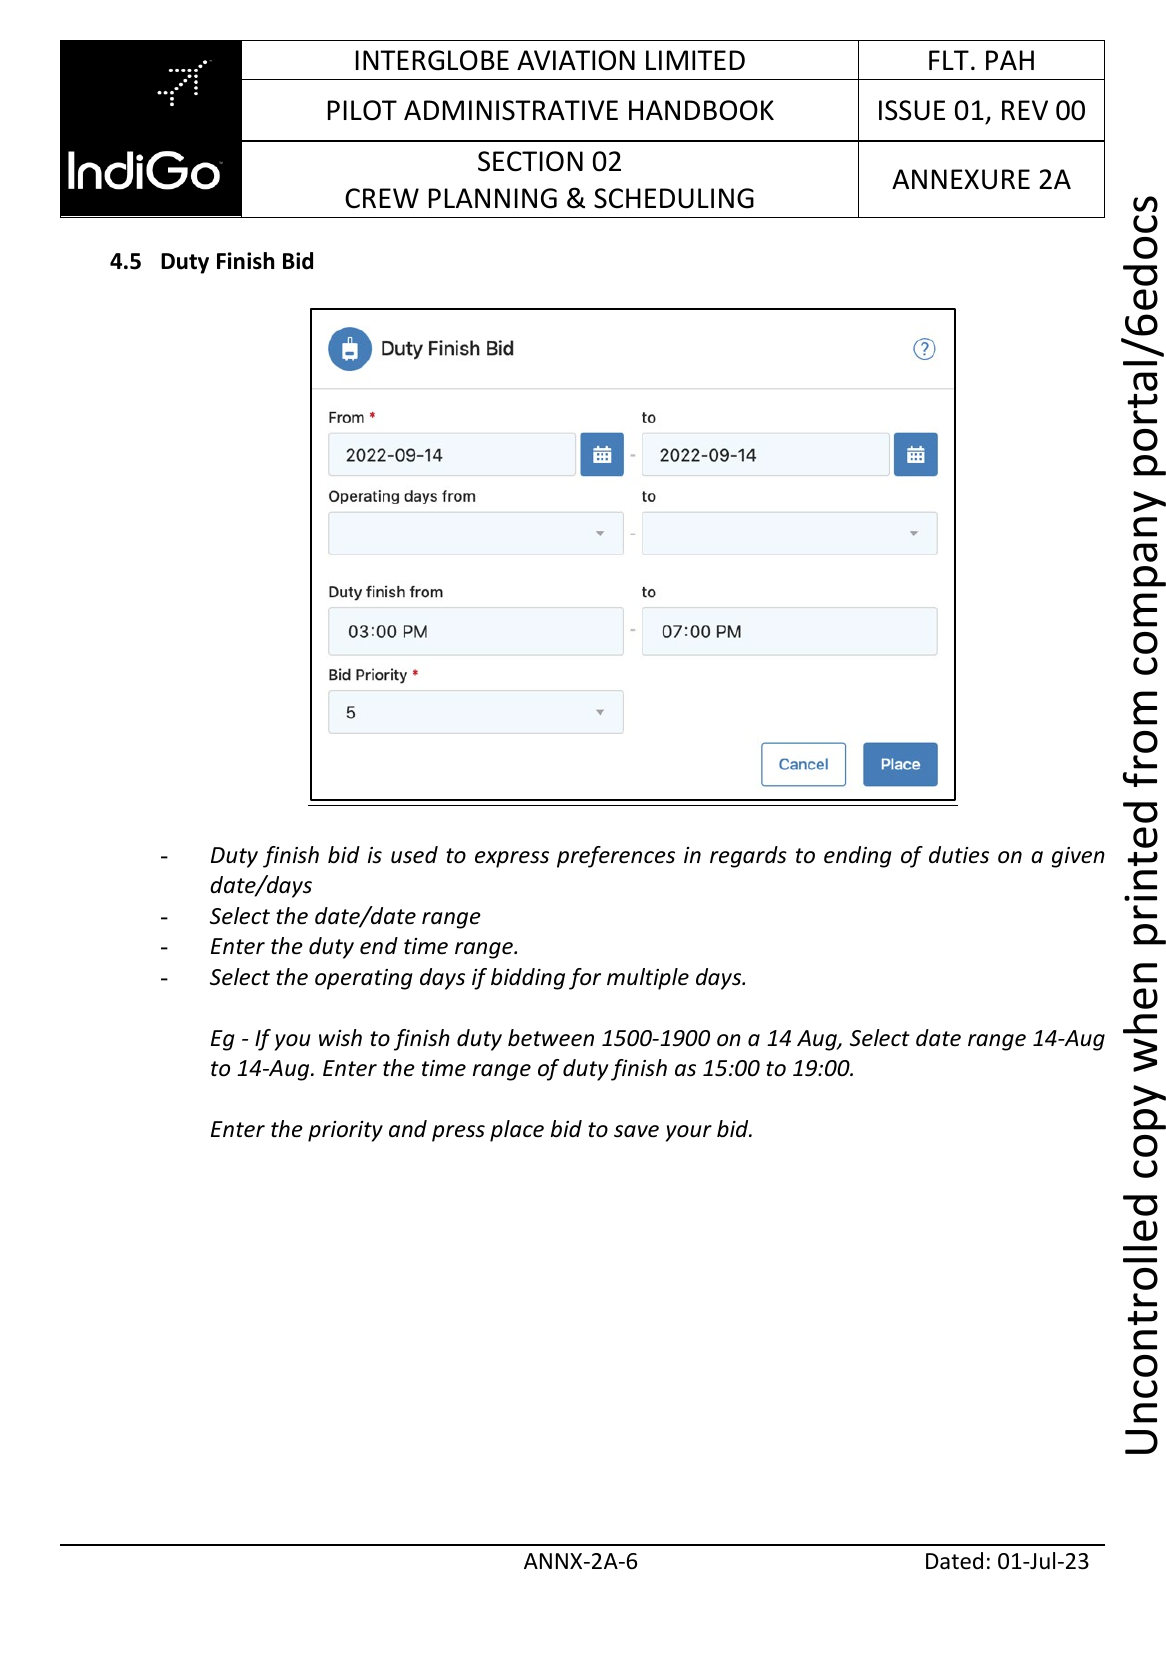 INTERGLOBE AVIATION LIMITED
FLT. PAH
PILOT ADMINISTRATIVE HANDBOOK
ISSUE 01, REV 00
IndiGo
SECTION 02
CREW PLANNING & SCHEDULING
ANNEXURE 2A
4.5 Duty Finish Bid
Duty Finish Bid
?
From *
to
2022-09-14
-
2022-09-14
Operating days from
to
-
Duty finish from
to
03:00 PM
-
07:00 PM
Bid Priority *
5
Cancel
Place
- Duty finish bid is used to express preferences in regards to ending of duties on a given
date/days
- Select the date/date range
- Enter the duty end time range.
- Select the operating days if bidding for multiple days.
Eg - If you wish to finish duty between 1500-1900 on a 14 Aug, Select date range 14-Aug
to 14-Aug. Enter the time range of duty finish as 15:00 to 19:00.
Enter the priority and press place bid to save your bid.
Uncontrolled copy when printed from company portal/6edocs
ANNX-2A-6
Dated: 01-Jul-23